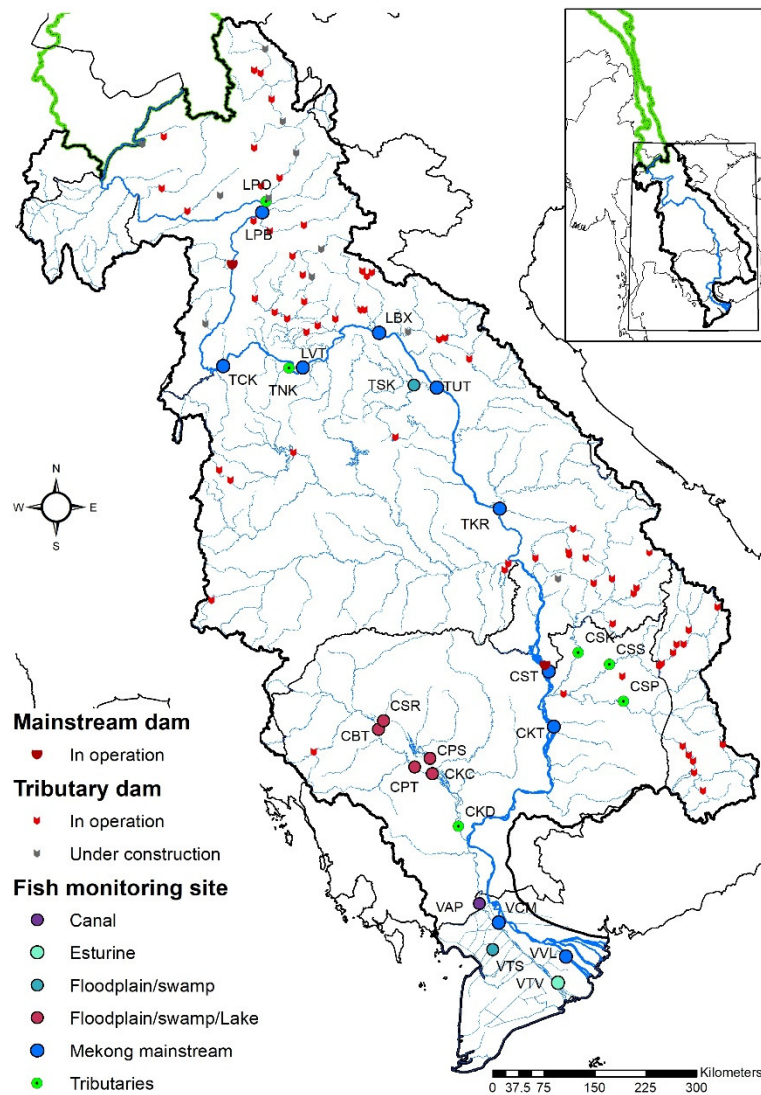 LPO
LPB
LBX
LVT
TCK
TNK
TSK
TUT
N
W
E
S
TKR
CSK
CSS
CST
CSP
CSR
CKT
CBT
CPS
CPT
CKC
CKD
VAP
VCM
VTS
VVL
VTV
Mainstream dam
In operation
Tributary dam
In operation
Under construction
Fish monitoring site
Canal
Esturine
Floodplain/swamp
Floodplain/swamp/Lake
Mekong mainstream
Tributaries
Kilometers
0 37.5 75 150 225 300